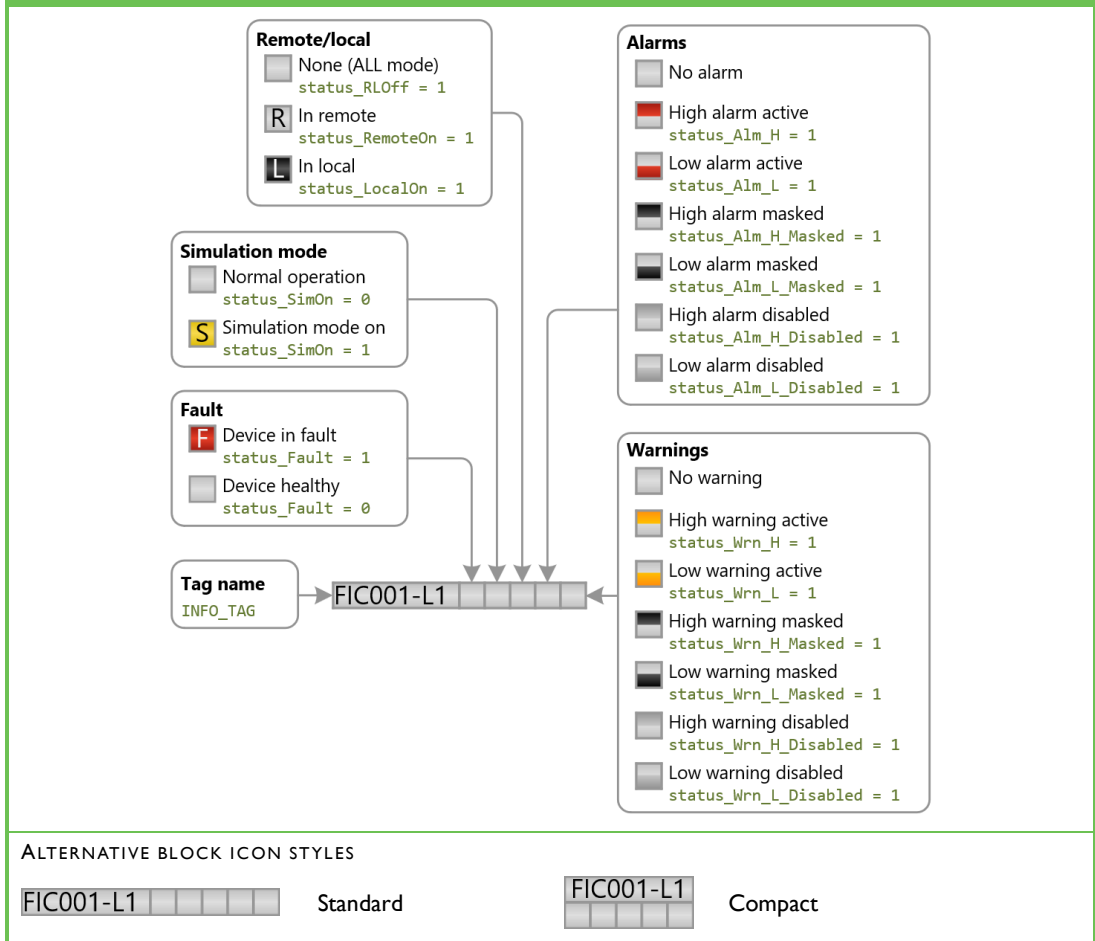 Remote/local
None (ALL mode)
status_RLOff = 1
R In remote
status_RemoteOn = 1
L In local
status_LocalOn = 1
Simulation mode
Normal operation
status_SimOn = 0
S Simulation mode on
status_SimOn = 1
Fault
F Device in fault
status_Fault = 1
Device healthy
status_Fault = 0
Tag name
INFO_TAG
FIC001-L1
Alarms
No alarm
High alarm active
status_Alm_H = 1
Low alarm active
status_Alm_L = 1
High alarm masked
status_Alm_H_Masked = 1
Low alarm masked
status_Alm_L_Masked = 1
High alarm disabled
status_Alm_H_Disabled = 1
Low alarm disabled
status_Alm_L_Disabled = 1
Warnings
No warning
High warning active
status_Wrn_H = 1
Low warning active
status_Wrn_L = 1
High warning masked
status_Wrn_H_Masked = 1
Low warning masked
status_Wrn_L_Masked = 1
High warning disabled
status_Wrn_H_Disabled = 1
Low warning disabled
status_Wrn_L_Disabled = 1
ALTERNATIVE BLOCK ICON STYLES
FIC001-L1 Standard
FIC001-L1 Compact